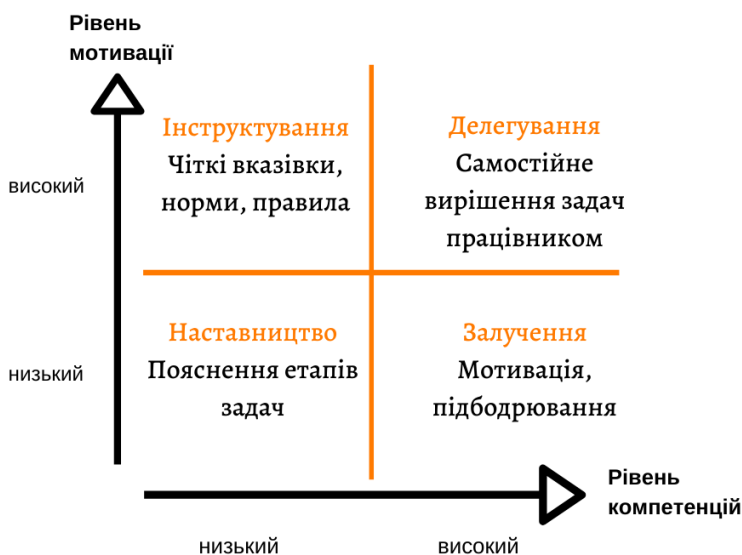 Рівень
мотивації
високий
низький
Інструктування
Чіткі вказівки,
норми, правила
Делегування
Самостійне
вирішення задач
працівником
Наставництво
Пояснення етапів
задач
Залучення
Мотивація,
підбодрювання
Рівень
компетенцій
низький
високий